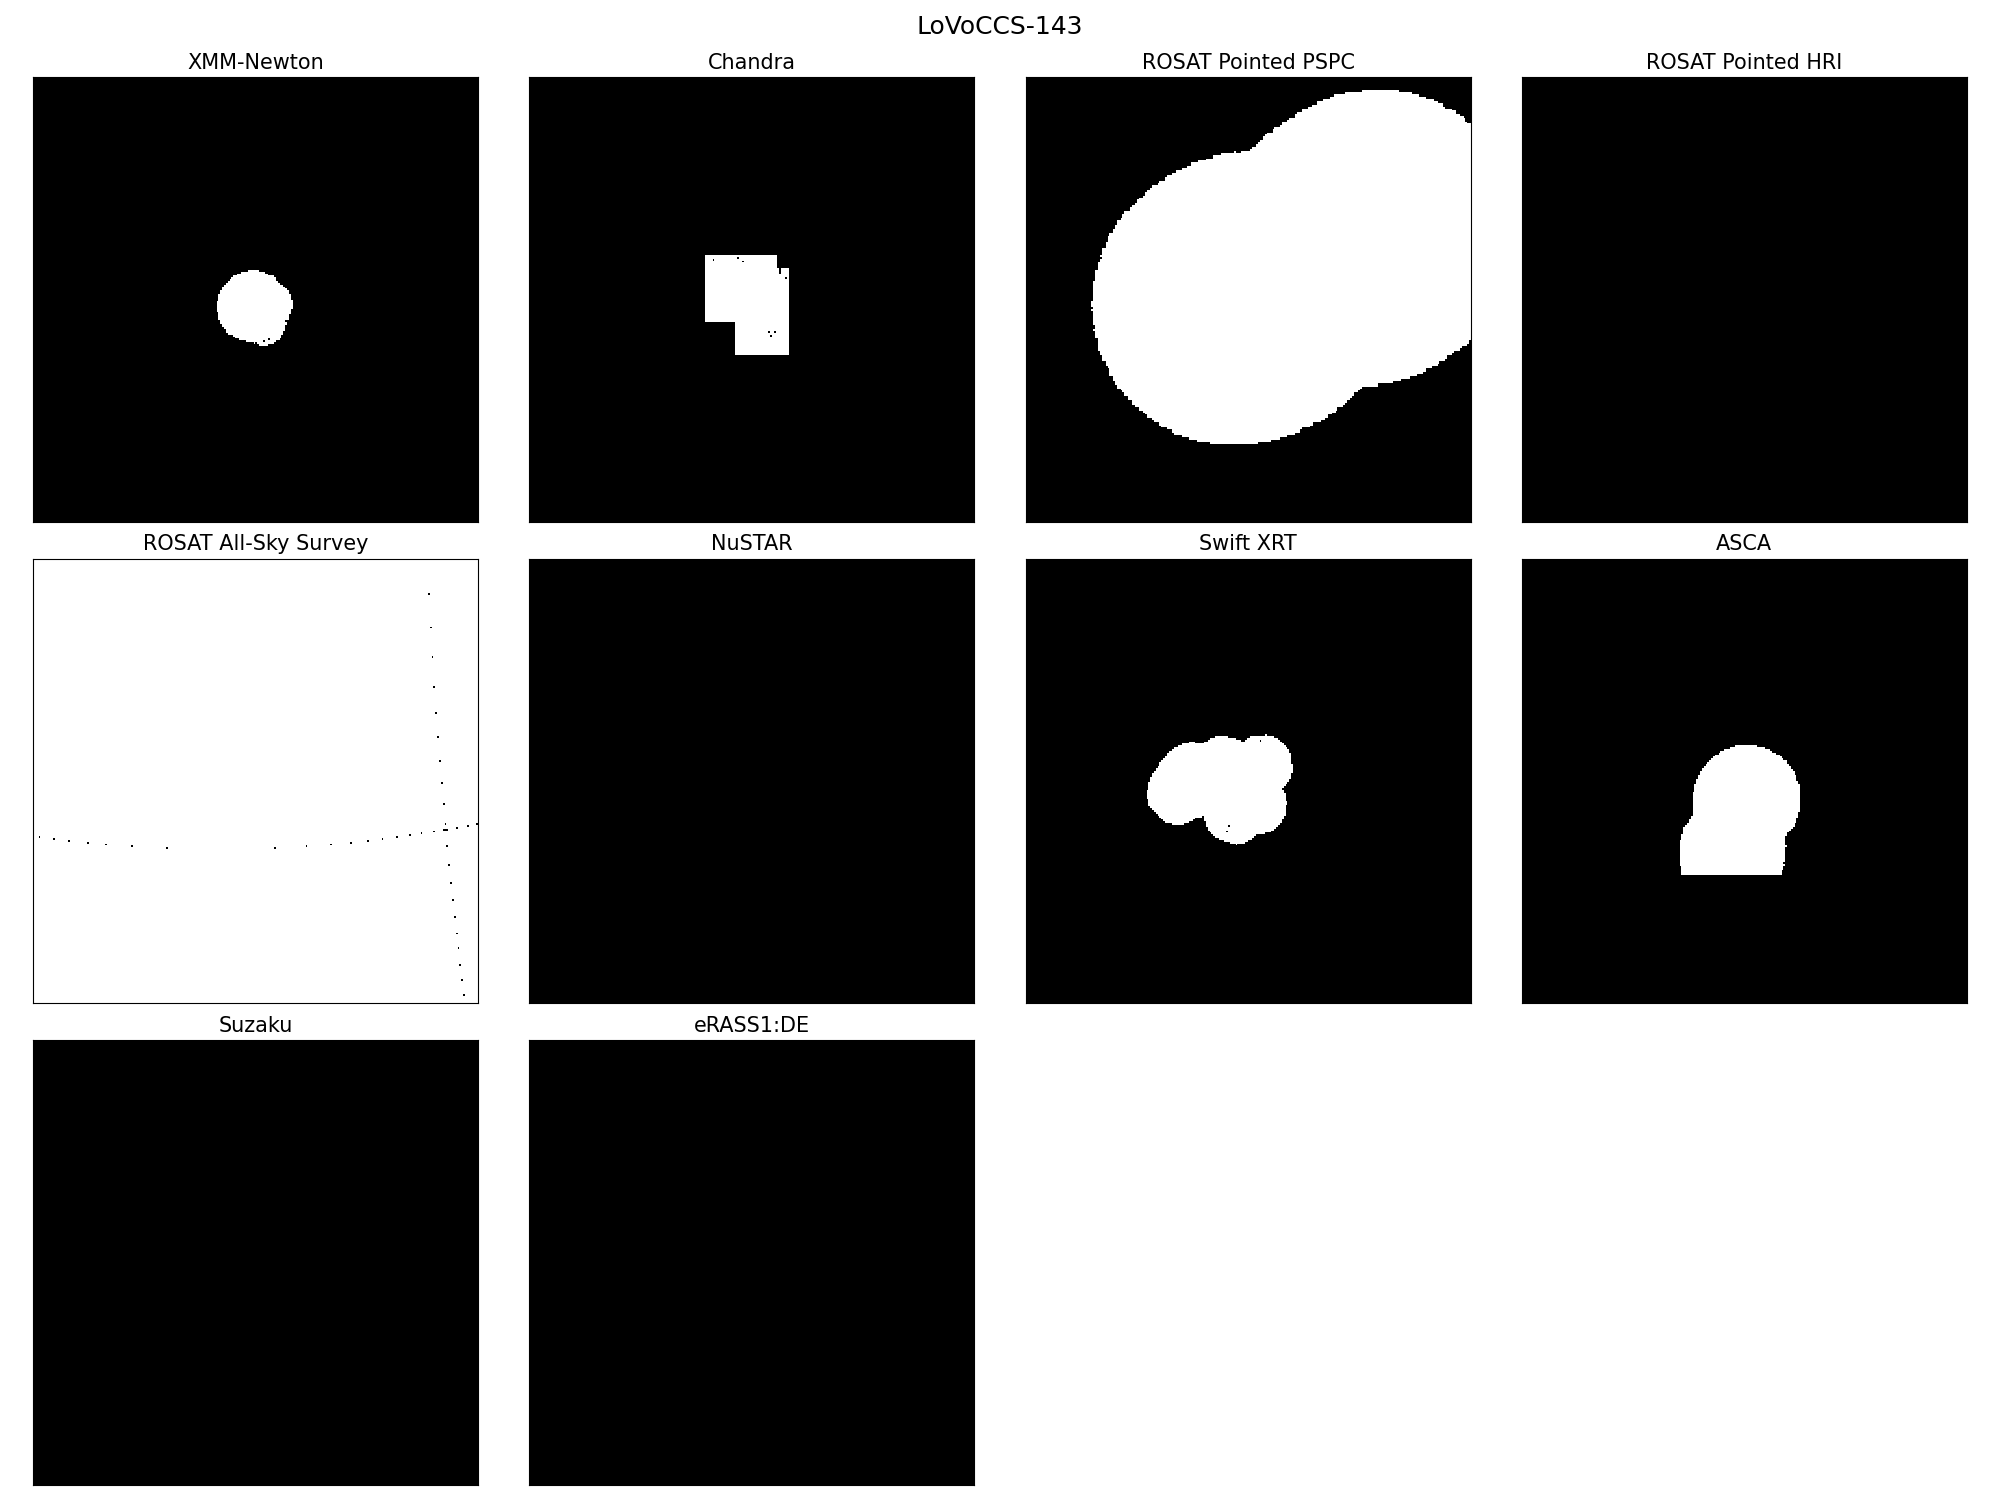 LoVoCCS-143
XMM-Newton
Chandra
ROSAT Pointed PSPC
ROSAT Pointed HRI
ROSAT All-Sky Survey
NuSTAR
Swift XRT
ASCA
Suzaku
eRASS1:DE